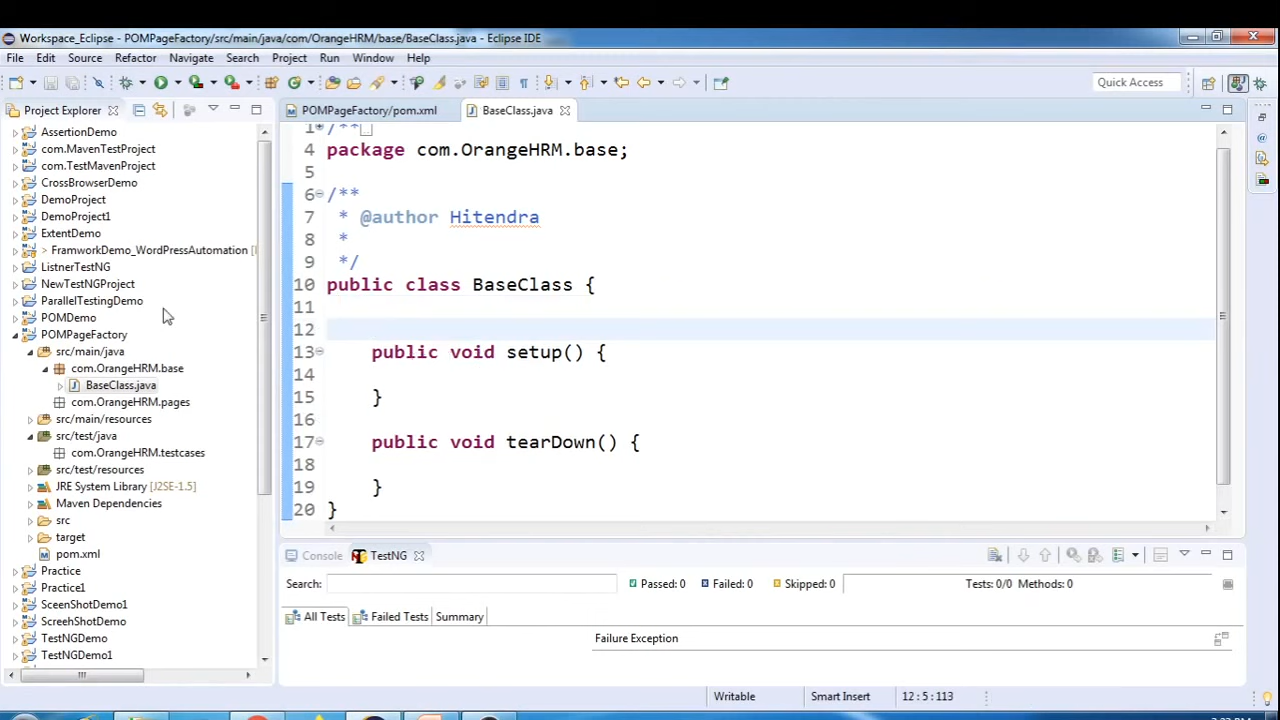 Workspace_Eclipse - POMPageFactory/src/main/java/com/OrangeHRM/base/BaseClass.java - Eclipse IDE
File Edit Source Refactor Navigate Search Project Run Window Help
Quick Access
Project Explorer
POMPageFactory/pom.xml
BaseClass.java
AssertionDemo
com.MavenTestProject
com.TestMavenProject
CrossBrowserDemo
DemoProject
DemoProject1
ExtentDemo
> FramworkDemo_WordPressAutomation [
ListnerTestNG
NewTestNGProject
ParallelTestingDemo
POMDemo
POMPageFactory
src/main/java
com.OrangeHRM.base
BaseClass.java
com.OrangeHRM.pages
src/main/resources
src/test/java
com.OrangeHRM.testcases
src/test/resources
JRE System Library [J2SE-1.5]
Maven Dependencies
src
target
pom.xml
Practice
Practice1
SceenShotDemo1
ScreehShotDemo
TestNGDemo
TestNGDemo1
1 /**
4 package com.OrangeHRM.base;
5
6 /**
7 * @author Hitendra
8 *
9 */
10 public class BaseClass {
11
12
13 public void setup() {
14
15 }
16
17 public void tearDown() {
18
19 }
20 }
Console TestNG
Search: Passed: 0 Failed: 0 Skipped: 0 Tests: 0/0 Methods: 0
All Tests Failed Tests Summary
Failure Exception
Writable Smart Insert 12:5:113